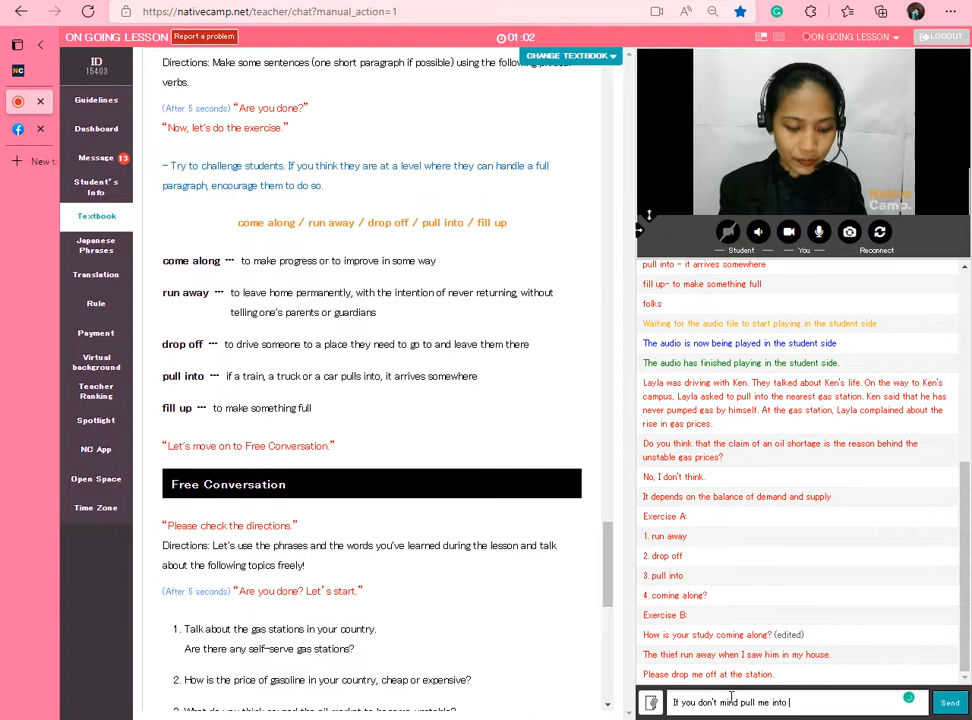 https://nativecamp.net/teacher/chat?manual_action=1
ON GOING LESSON
Report a problem
01:02
ON GOING LESSON
LOGOUT
ID
15403
Guidelines
Dashboard
Message 13
Student's
Info
Textbook
Japanese
Phrases
Translation
Rule
Payment
Virtual
background
Teacher
Ranking
Spotlight
NC App
Open Space
Time Zone
NC
New t
CHANGE TEXTBOOK
Directions: Make some sentences (one short paragraph if possible) using the following phrasal
verbs.
(After 5 seconds) "Are you done?"
"Now, let's do the exercise."
- Try to challenge students. If you think they are at a level where they can handle a full
paragraph, encourage them to do so.
come along / run away / drop off / pull into / fill up
come along ··· to make progress or to improve in some way
run away ··· to leave home permanently, with the intention of never returning, without
telling one's parents or guardians
drop off ··· to drive someone to a place they need to go to and leave them there
pull into ··· if a train, a truck or a car pulls into, it arrives somewhere
fill up ··· to make something full
"Let's move on to Free Conversation."
Free Conversation
"Please check the directions."
Directions: Let's use the phrases and the words you've learned during the lesson and talk
about the following topics freely!
(After 5 seconds) "Are you done? Let's start."
1. Talk about the gas stations in your country.
Are there any self-serve gas stations?
2. How is the price of gasoline in your country, cheap or expensive?
3. What do you think caused the oil market to become unstable?
Native
Camp.
Student
You
Reconnect
pull into - it arrives somewhere
fill up- to make something full
folks
Waiting for the audio file to start playing in the student side.
The audio is now being played in the student side
The audio has finished playing in the student side.
Layla was driving with Ken. They talked about Ken's life. On the way to Ken's
campus, Layla asked to pull into the nearest gas station. Ken said that he has
never pumped gas by himself. At the gas station, Layla complained about the
rise in gas prices.
Do you think that the claim of an oil shortage is the reason behind the
unstable gas prices?
No, I don't think.
It depends on the balance of demand and supply
Exercise A:
1. run away
2. drop off
3. pull into
4. coming along?
Exercise B:
How is your study coming along? (edited)
The thief run away when I saw him in my house.
Please drop me off at the station.
If you don't mind pull me into
Send